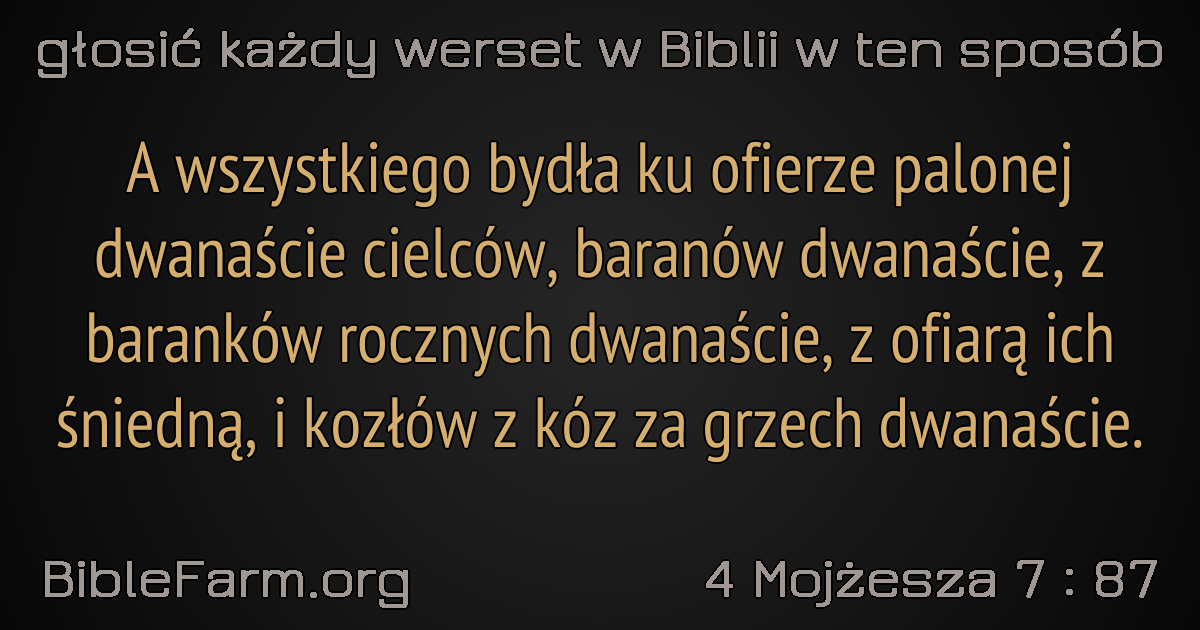 głosić każdy werset w Biblii w ten sposób
A wszystkiego bydła ku ofierze palonej
dwanaście cielców, baranów dwanaście, z
baranków rocznych dwanaście, z ofiarą ich
śniedną, i kozłów z kóz za grzech dwanaście.
BibleFarm.org
4 Mojżesza 7 : 87